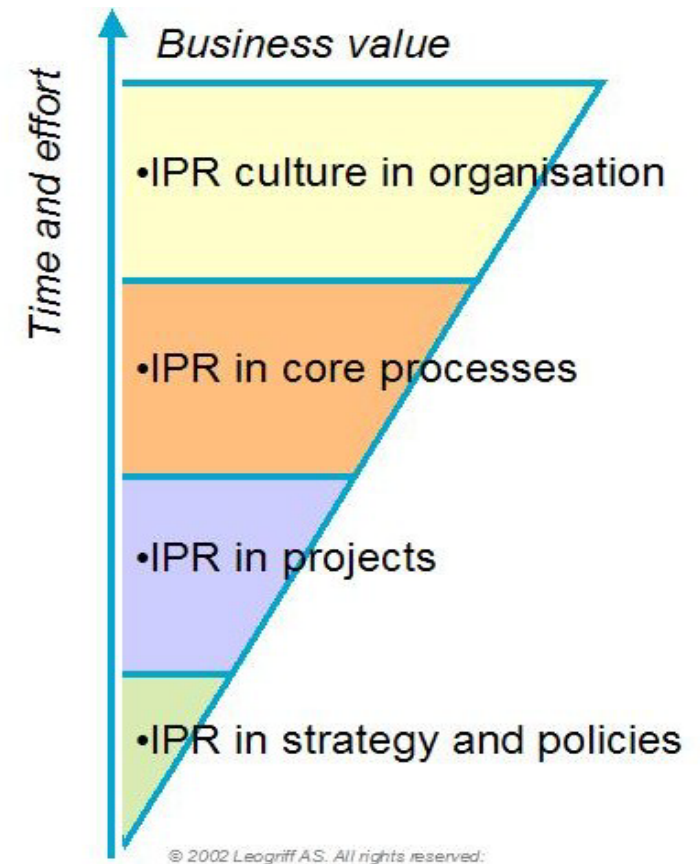 Business value
Time and effort
•IPR culture in organisation
•IPR in core processes
•IPR in projects
•IPR in strategy and policies
© 2002 Leogriff AS. All rights reserved: